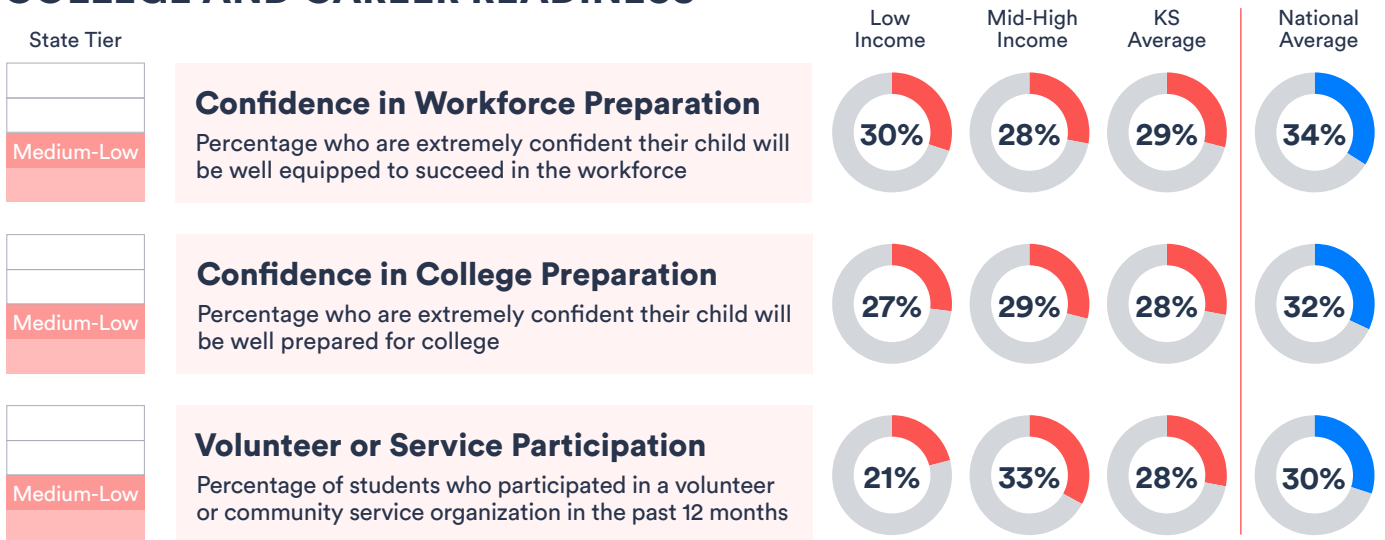 COLLEGE AND CAREER READINESS
State Tier
Low Income
Mid-High Income
KS Average
National Average
Medium-Low
Confidence in Workforce Preparation
Percentage who are extremely confident their child will
be well equipped to succeed in the workforce
30%
28%
29%
34%
Medium-Low
Confidence in College Preparation
Percentage who are extremely confident their child will
be well prepared for college
27%
29%
28%
32%
Medium-Low
Volunteer or Service Participation
Percentage of students who participated in a volunteer
or community service organization in the past 12 months
21%
33%
28%
30%